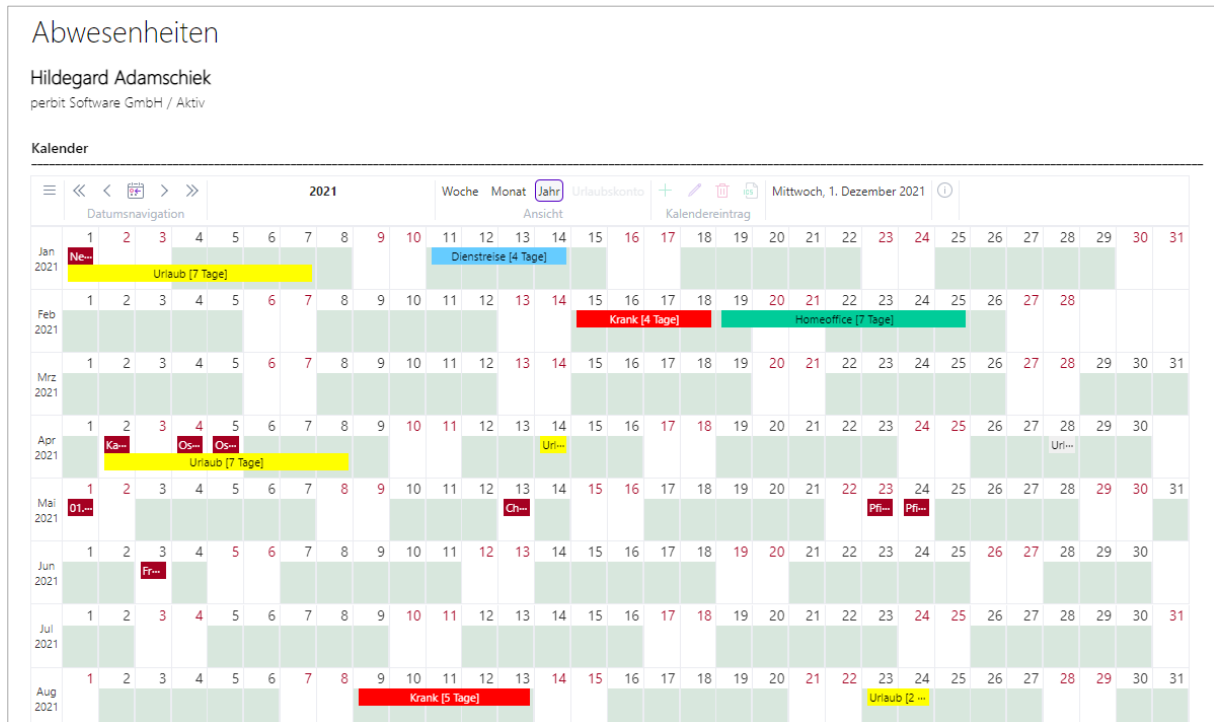 Abwesenheiten
Hildegard Adamschiek
perbit Software GmbH / Aktiv
Kalender
2021 Woche Monat Jahr Urlaubskonto Mittwoch, 1. Dezember 2021
Datumsnavigation Ansicht Kalendereintrag
1 2 3 4 5 6 7 8 9 10 11 12 13 14 15 16 17 18 19 20 21 22 23 24 25 26 27 28 29 30 31
Jan 2021
Ne... Dienstreise [4 Tage]
Urlaub [7 Tage]
1 2 3 4 5 6 7 8 9 10 11 12 13 14 15 16 17 18 19 20 21 22 23 24 25 26 27 28
Feb 2021
Krank [4 Tage] Homeoffice [7 Tage]
1 2 3 4 5 6 7 8 9 10 11 12 13 14 15 16 17 18 19 20 21 22 23 24 25 26 27 28 29 30 31
Mrz 2021
1 2 3 4 5 6 7 8 9 10 11 12 13 14 15 16 17 18 19 20 21 22 23 24 25 26 27 28 29 30
Apr 2021
Ka... Os... Os... Url... Url...
Urlaub [7 Tage]
1 2 3 4 5 6 7 8 9 10 11 12 13 14 15 16 17 18 19 20 21 22 23 24 25 26 27 28 29 30 31
Mai 2021
01.... Ch... Pfi... Pfi...
1 2 3 4 5 6 7 8 9 10 11 12 13 14 15 16 17 18 19 20 21 22 23 24 25 26 27 28 29 30
Jun 2021
Fr...
1 2 3 4 5 6 7 8 9 10 11 12 13 14 15 16 17 18 19 20 21 22 23 24 25 26 27 28 29 30 31
Jul 2021
1 2 3 4 5 6 7 8 9 10 11 12 13 14 15 16 17 18 19 20 21 22 23 24 25 26 27 28 29 30 31
Aug 2021
Krank [5 Tage] Urlaub [2 ...